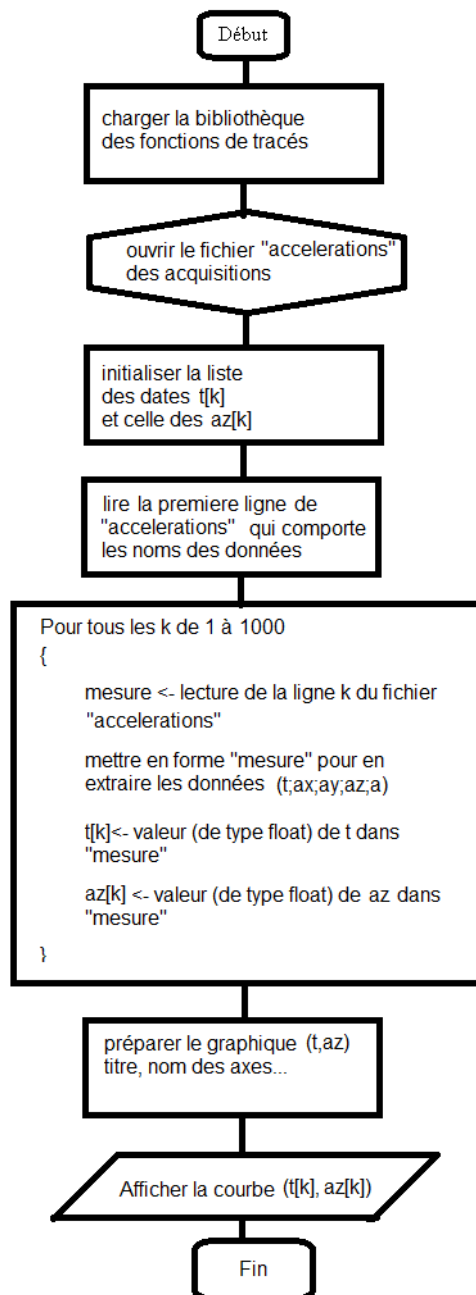 Début
charger la bibliothèque
des fonctions de tracés
ouvrir le fichier "accelerations"
des acquisitions
initialiser la liste
des dates t[k]
et celle des az[k]
lire la premiere ligne de
"accelerations" qui comporte
les noms des données
Pour tous les k de 1 à 1000
{
mesure <- lecture de la ligne k du fichier
"accelerations"
mettre en forme "mesure" pour en
extraire les données (t;ax;ay;az;a)
t[k]<- valeur (de type float) de t dans
"mesure"
az[k] <- valeur (de type float) de az dans
"mesure"
}
préparer le graphique (t,az)
titre, nom des axes...
Afficher la courbe (t[k], az[k])
Fin